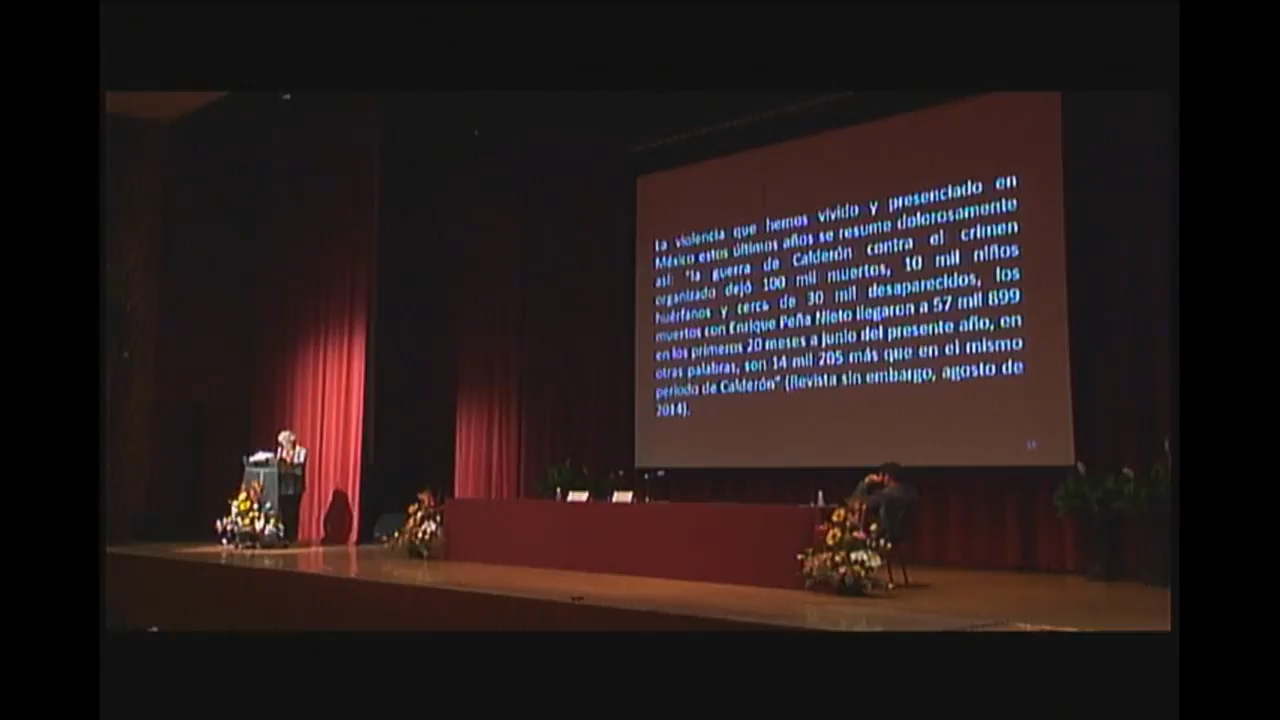 La violencia que hemos vivido y presenciado en
México estos últimos años se resume dolorosamente
así: "la guerra de Calderón contra el crimen
organizado dejó 100 mil muertos, 10 mil niños
huérfanos y cerca de 30 mil desaparecidos, los
muertos con Enrique Peña Nieto llegaron a 57 mil 899
en los primeros 20 meses a junio del presente año, en
otras palabras, son 14 mil 205 más que en el mismo
periodo de Calderón" (Revista sin embargo, agosto de
2014).